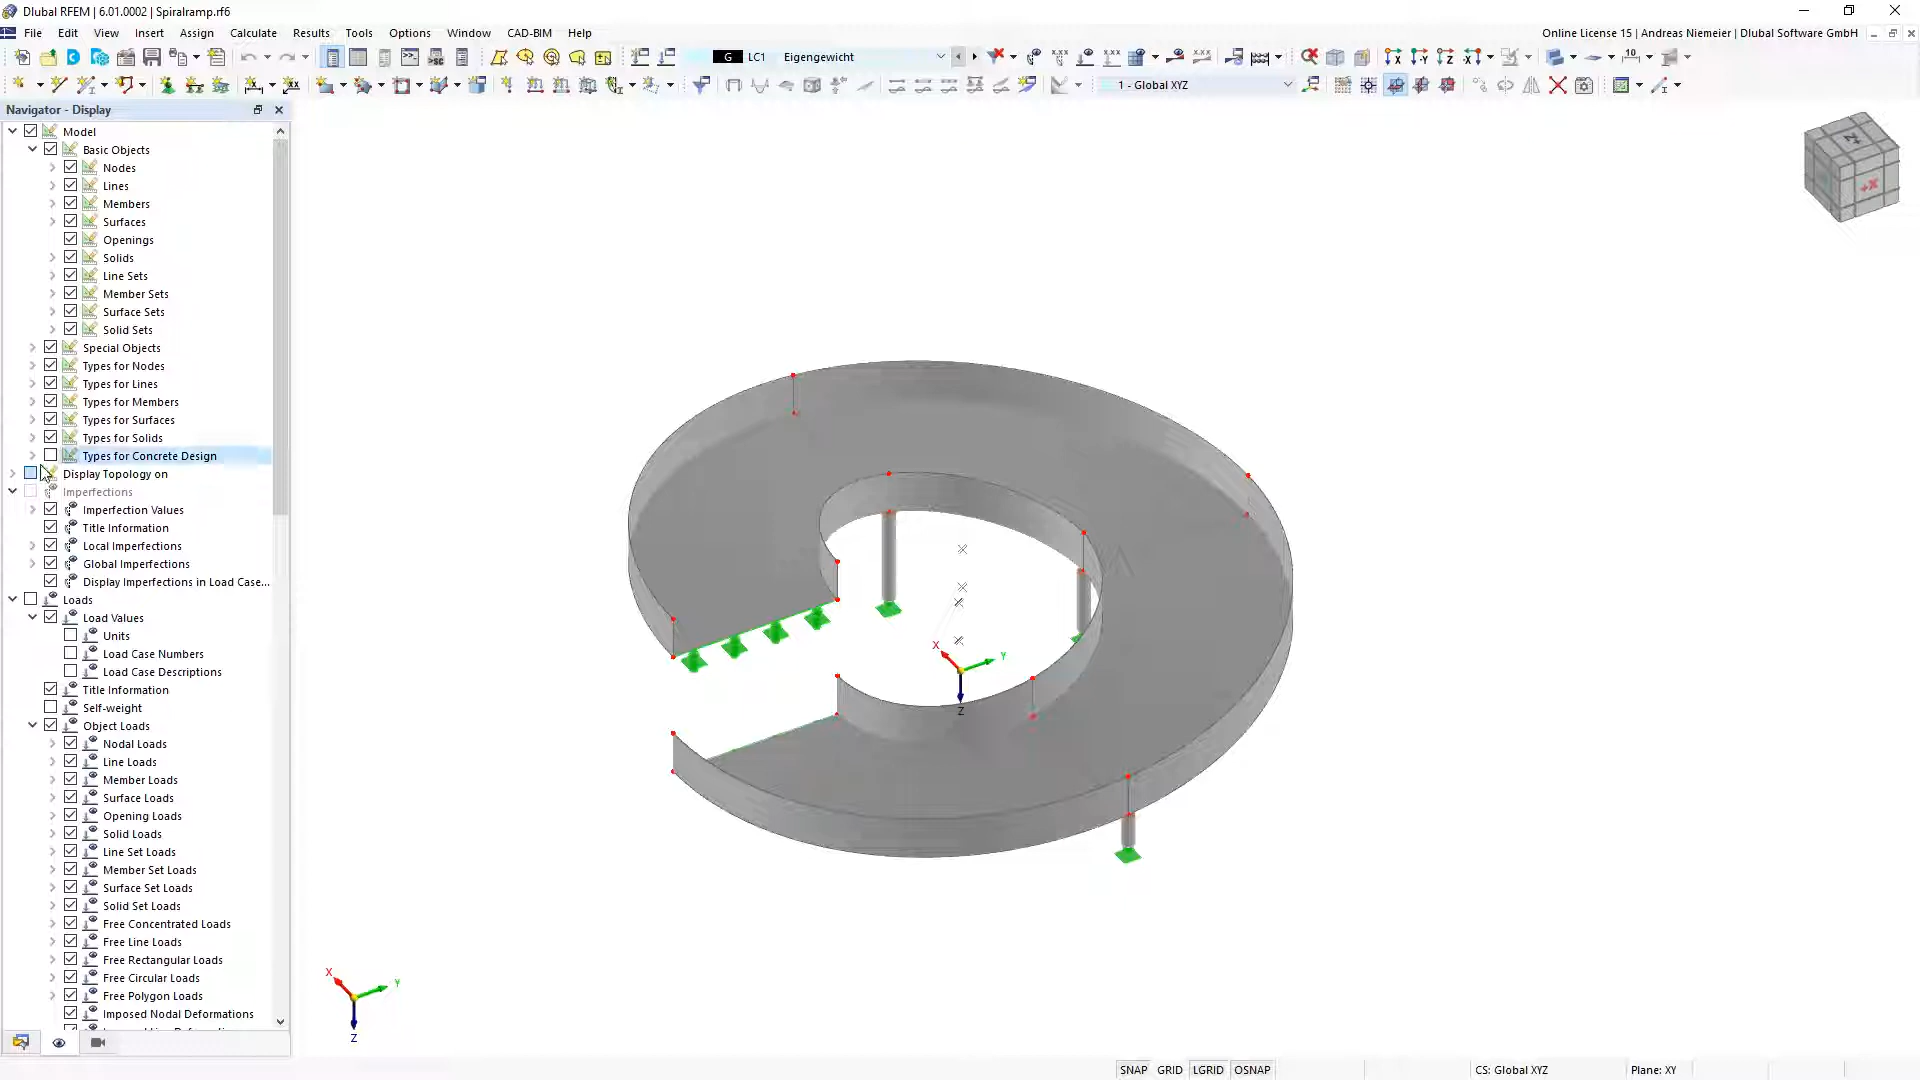 Dlubal RFEM | 6.01.0002 | Spiralramp.rf6
File Edit View Insert Assign Calculate Results Tools Options Window CAD-BIM Help
Online License 15 | Andreas Niemeier | Dlubal Software GmbH
G LC1 Eigengewicht
1 - Global XYZ
Navigator - Display
Model
Basic Objects
Nodes
Lines
Members
Surfaces
Openings
Solids
Line Sets
Member Sets
Surface Sets
Solid Sets
Special Objects
Types for Nodes
Types for Lines
Types for Members
Types for Surfaces
Types for Solids
Types for Concrete Design
Display Topology on
Imperfections
Imperfection Values
Title Information
Local Imperfections
Global Imperfections
Display Imperfections in Load Case...
Loads
Load Values
Units
Load Case Numbers
Load Case Descriptions
Title Information
Self-weight
Object Loads
Nodal Loads
Line Loads
Member Loads
Surface Loads
Opening Loads
Solid Loads
Line Set Loads
Member Set Loads
Surface Set Loads
Solid Set Loads
Free Concentrated Loads
Free Line Loads
Free Rectangular Loads
Free Circular Loads
Free Polygon Loads
Imposed Nodal Deformations
+X
X
Y
Z
X
Y
Z
SNAP GRID LGRID OSNAP
CS: Global XYZ
Plane: XY